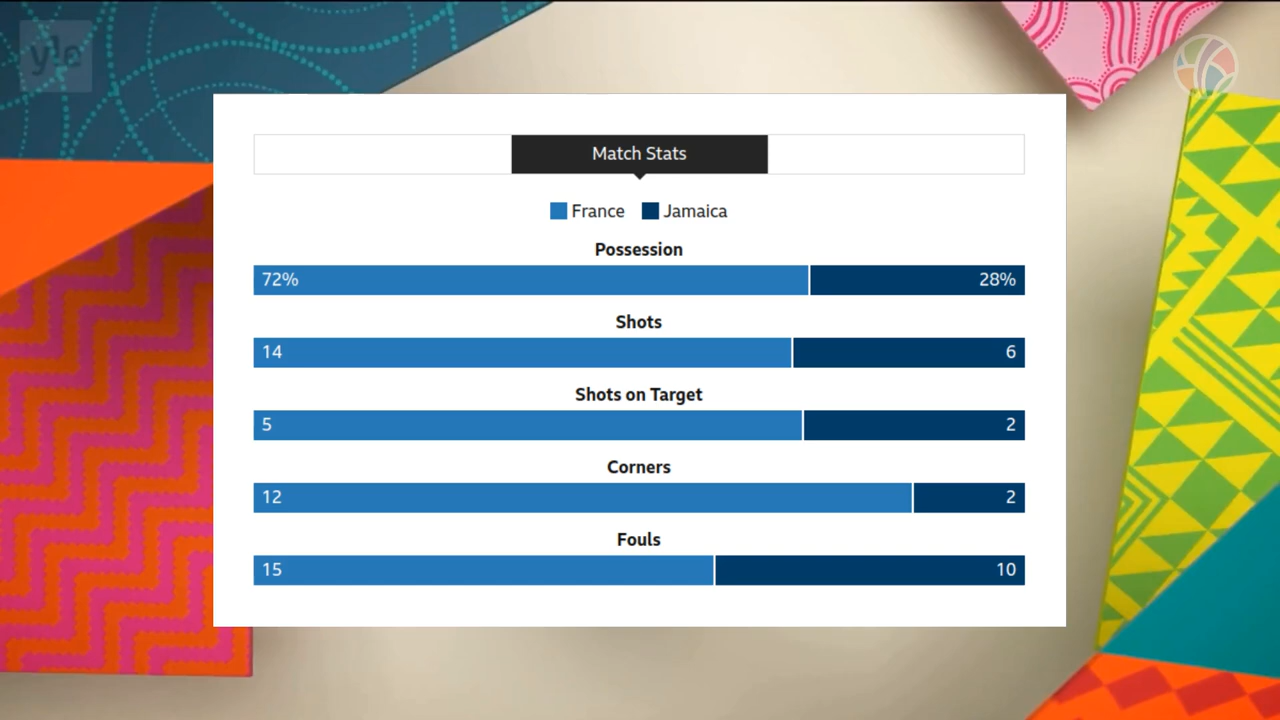 yle
Match Stats
France Jamaica
Possession
72% 28%
Shots
14 6
Shots on Target
5 2
Corners
12 2
Fouls
15 10